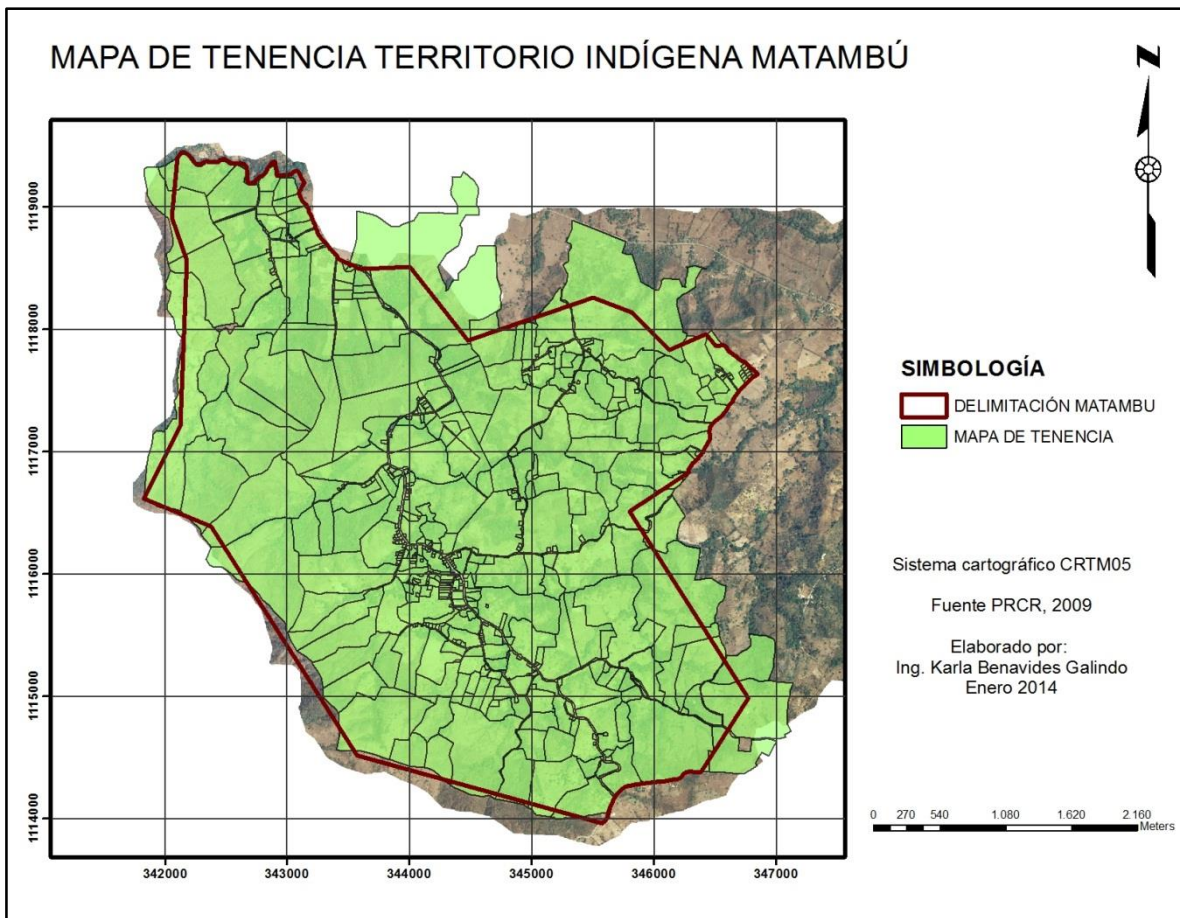 MAPA DE TENENCIA TERRITORIO INDÍGENA MATAMBÚ
N
1119000
1118000
1117000
1116000
1115000
1114000
342000 343000 344000 345000 346000 347000
SIMBOLOGÍA
DELIMITACIÓN MATAMBU
MAPA DE TENENCIA
Sistema cartográfico CRTM05
Fuente PRCR, 2009
Elaborado por:
Ing. Karla Benavides Galindo
Enero 2014
0 270 540 1.080 1.620 2.160
Meters